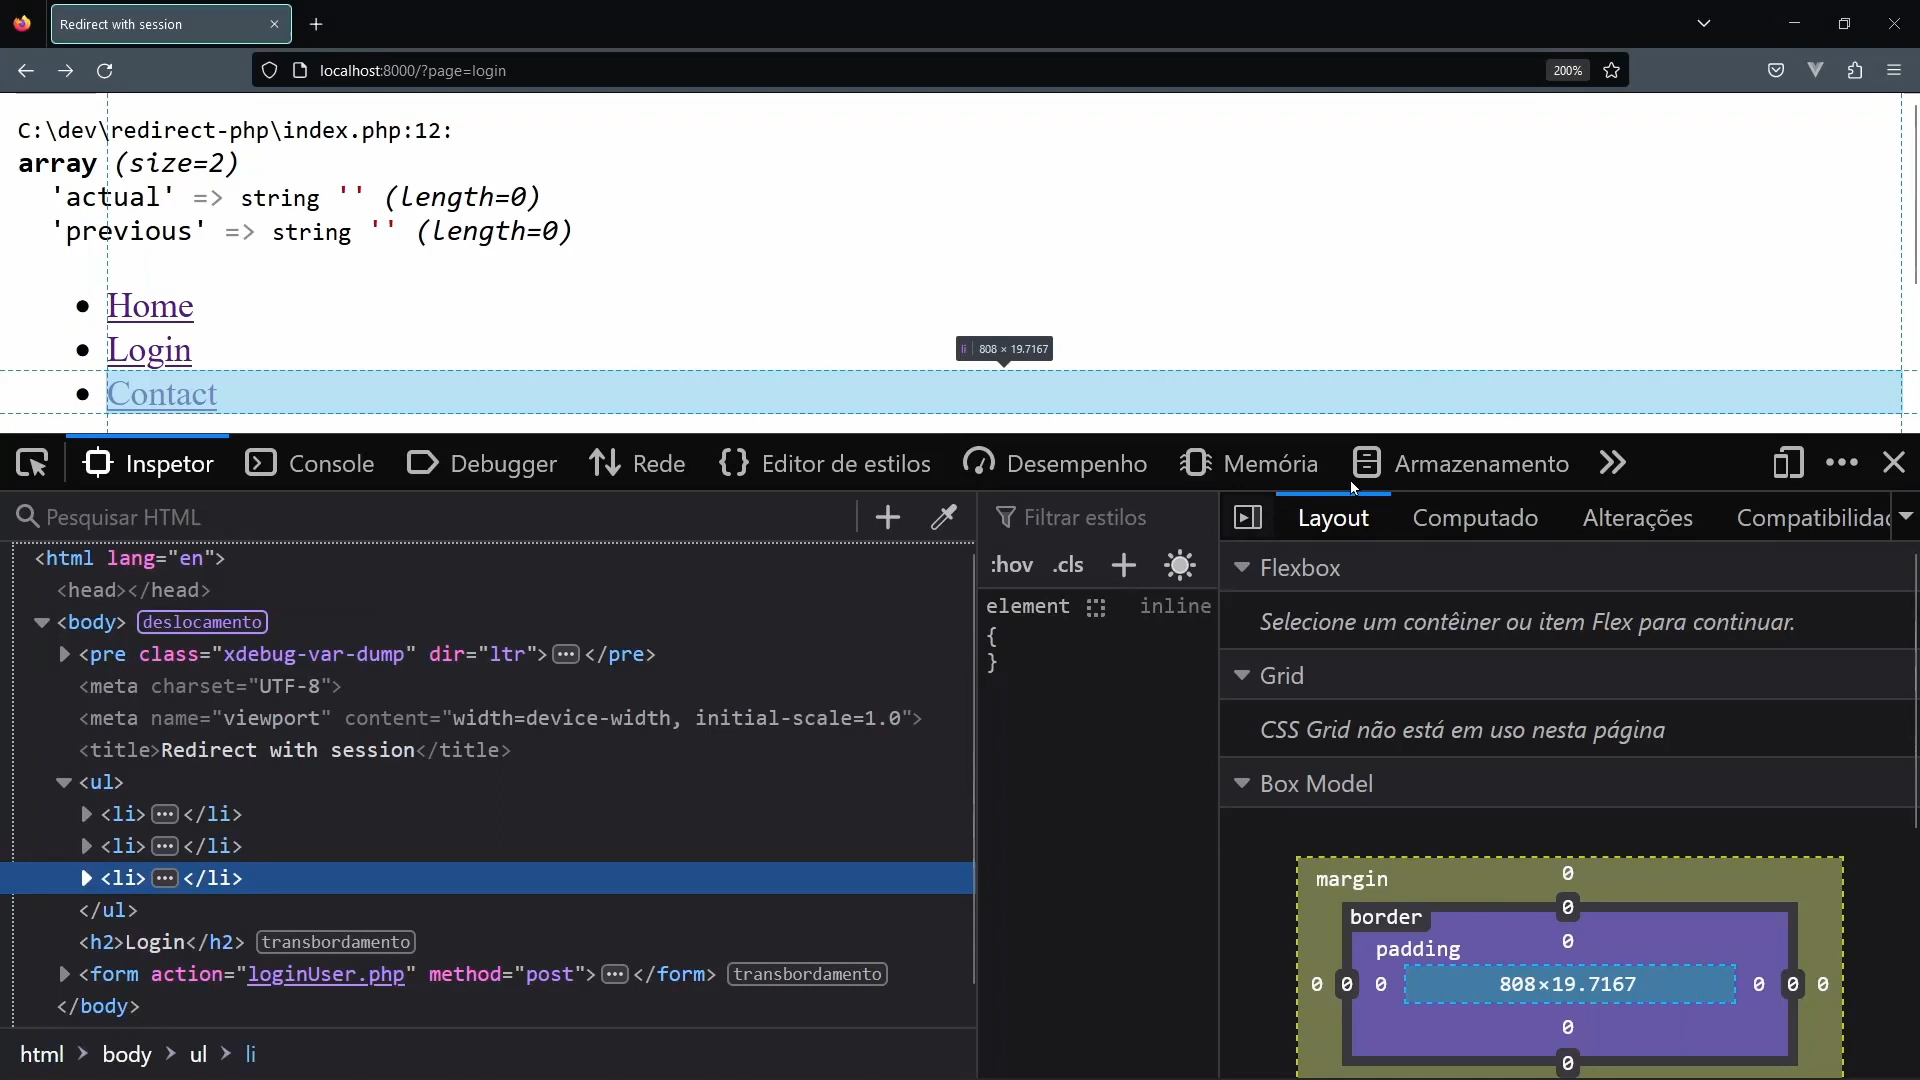 Redirect with session
localhost:8000/?page=login
200%
C:\dev\redirect-php\index.php:12:
array (size=2)
'actual' => string '' (length=0)
'previous' => string '' (length=0)
Home
Login
Contact
li 808 × 19.7167
Inspetor Console Debugger Rede {} Editor de estilos Desempenho Memória Armazenamento
Pesquisar HTML
<html lang="en">
<head></head>
<body> deslocamento
<pre class="xdebug-var-dump" dir="ltr">···</pre>
<meta charset="UTF-8">
<meta name="viewport" content="width=device-width, initial-scale=1.0">
<title>Redirect with session</title>
<ul>
<li>···</li>
<li>···</li>
<li>···</li>
</ul>
<h2>Login</h2> transbordamento
<form action="loginUser.php" method="post">···</form> transbordamento
</body>
html > body > ul > li
Filtrar estilos
:hov .cls
element inline
{
}
Layout Computado Alterações Compatibilidad
Flexbox
Selecione um contêiner ou item Flex para continuar.
Grid
CSS Grid não está em uso nesta página
Box Model
margin 0
border 0
padding 0
0 0 0 808×19.7167 0 0 0
0
0